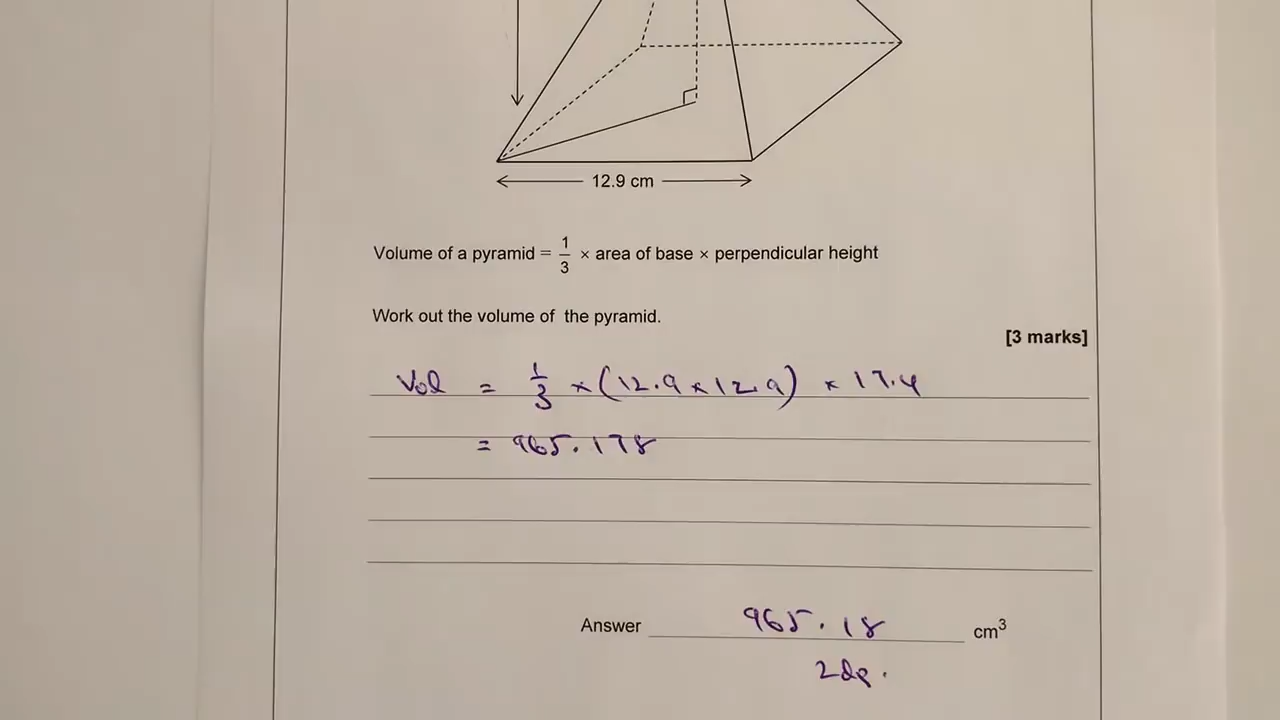 12.9 cm
Volume of a pyramid = 1/3 × area of base × perpendicular height
Work out the volume of the pyramid.
[3 marks]
Vol = 1/3 × (12.9 × 12.9) × 17.4
= 965.178
Answer 965.18 cm³
2dp.